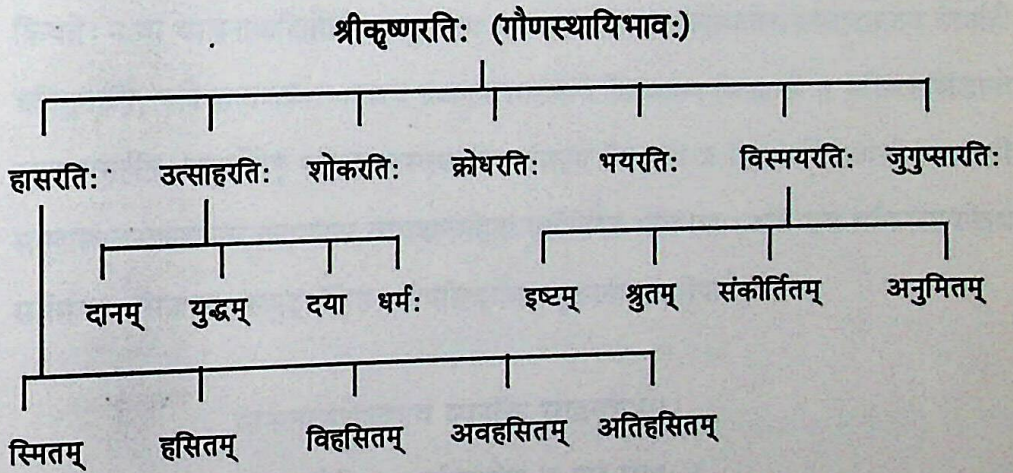 श्रीकृष्णरतिः (गौणस्थायिभावः)
हासरतिः उत्साहरतिः शोकरतिः क्रोधरतिः भयरतिः विस्मयरतिः जुगुप्सारतिः
दानम् युद्धम् दया धर्मः इष्टम् श्रुतम् संकीर्तितम् अनुमितम्
स्मितम् हसितम् विहसितम् अवहसितम् अतिहसितम्